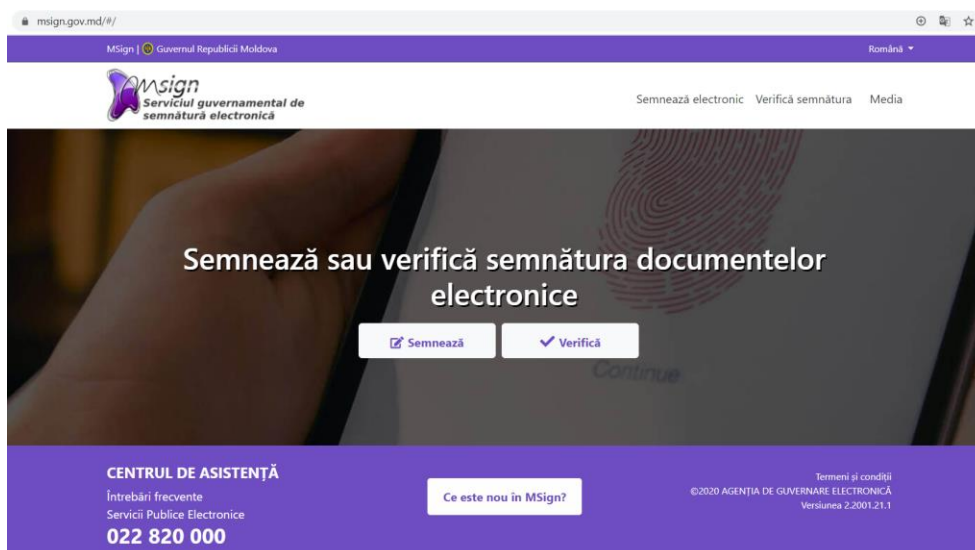 msign.gov.md/#/
MSign | Guvernul Republicii Moldova
Română
Msign
Serviciul guvernamental de
semnătură electronică
Semnează electronic Verifică semnătura Media
Semnează sau verifică semnătura documentelor
electronice
Semnează Verifică
Continue
CENTRUL DE ASISTENȚĂ
Întrebări frecvente
Servicii Publice Electronice
022 820 000
Ce este nou în MSign?
Termeni și condiții
©2020 AGENȚIA DE GUVERNARE ELECTRONICĂ
Versiunea 2.2001.21.1